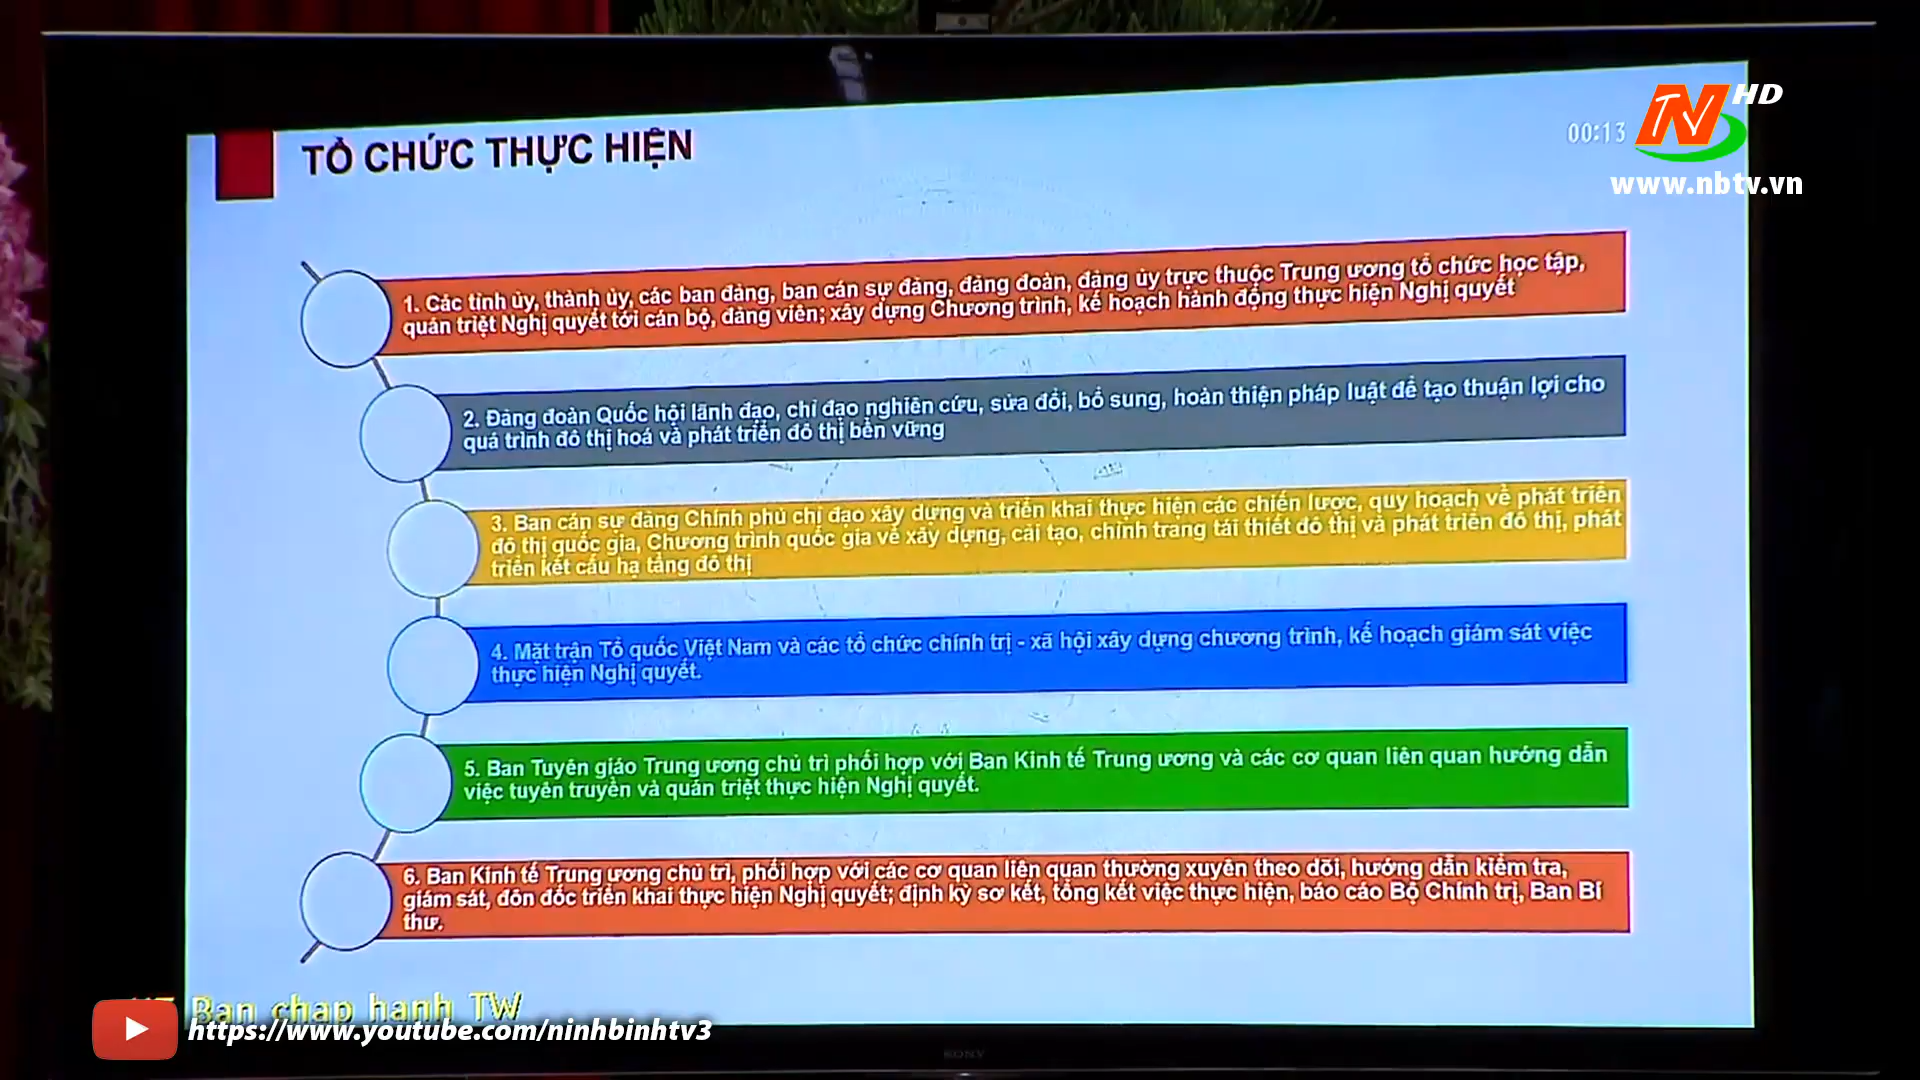 HD
00:13
www.nbtv.vn
TỔ CHỨC THỰC HIỆN
1. Các tỉnh ủy, thành ủy, các ban đảng, ban cán sự đảng, đảng đoàn, đảng ủy trực thuộc Trung ương tổ chức học tập,
quán triệt Nghị quyết tới cán bộ, đảng viên; xây dựng Chương trình, kế hoạch hành động thực hiện Nghị quyết
2. Đảng đoàn Quốc hội lãnh đạo, chỉ đạo nghiên cứu, sửa đổi, bổ sung, hoàn thiện pháp luật để tạo thuận lợi cho
quá trình đô thị hoá và phát triển đô thị bền vững
3. Ban cán sự đảng Chính phủ chỉ đạo xây dựng và triển khai thực hiện các chiến lược, quy hoạch về phát triển
đô thị quốc gia, Chương trình quốc gia về xây dựng, cải tạo, chỉnh trang tái thiết đô thị và phát triển đô thị, phát
triển kết cấu hạ tầng đô thị
4. Mặt trận Tổ quốc Việt Nam và các tổ chức chính trị - xã hội xây dựng chương trình, kế hoạch giám sát việc
thực hiện Nghị quyết.
5. Ban Tuyên giáo Trung ương chủ trì phối hợp với Ban Kinh tế Trung ương và các cơ quan liên quan hướng dẫn
việc tuyên truyền và quán triệt thực hiện Nghị quyết.
6. Ban Kinh tế Trung ương chủ trì, phối hợp với các cơ quan liên quan thường xuyên theo dõi, hướng dẫn kiểm tra,
giám sát, đôn đốc triển khai thực hiện Nghị quyết; định kỳ sơ kết, tổng kết việc thực hiện, báo cáo Bộ Chính trị, Ban Bí
thư.
Ban chap hanh TW
https://www.youtube.com/ninhbinhtv3
SONY